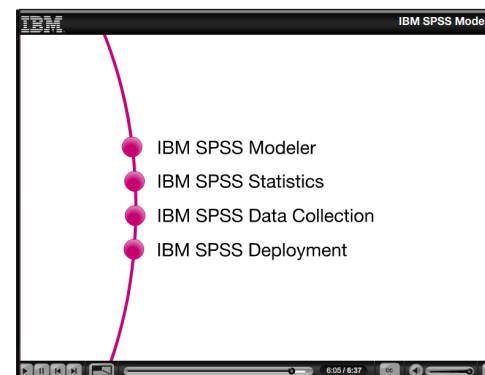 IBM
IBM SPSS Mode
IBM SPSS Modeler
IBM SPSS Statistics
IBM SPSS Data Collection
IBM SPSS Deployment
6:05 / 6:37
CC